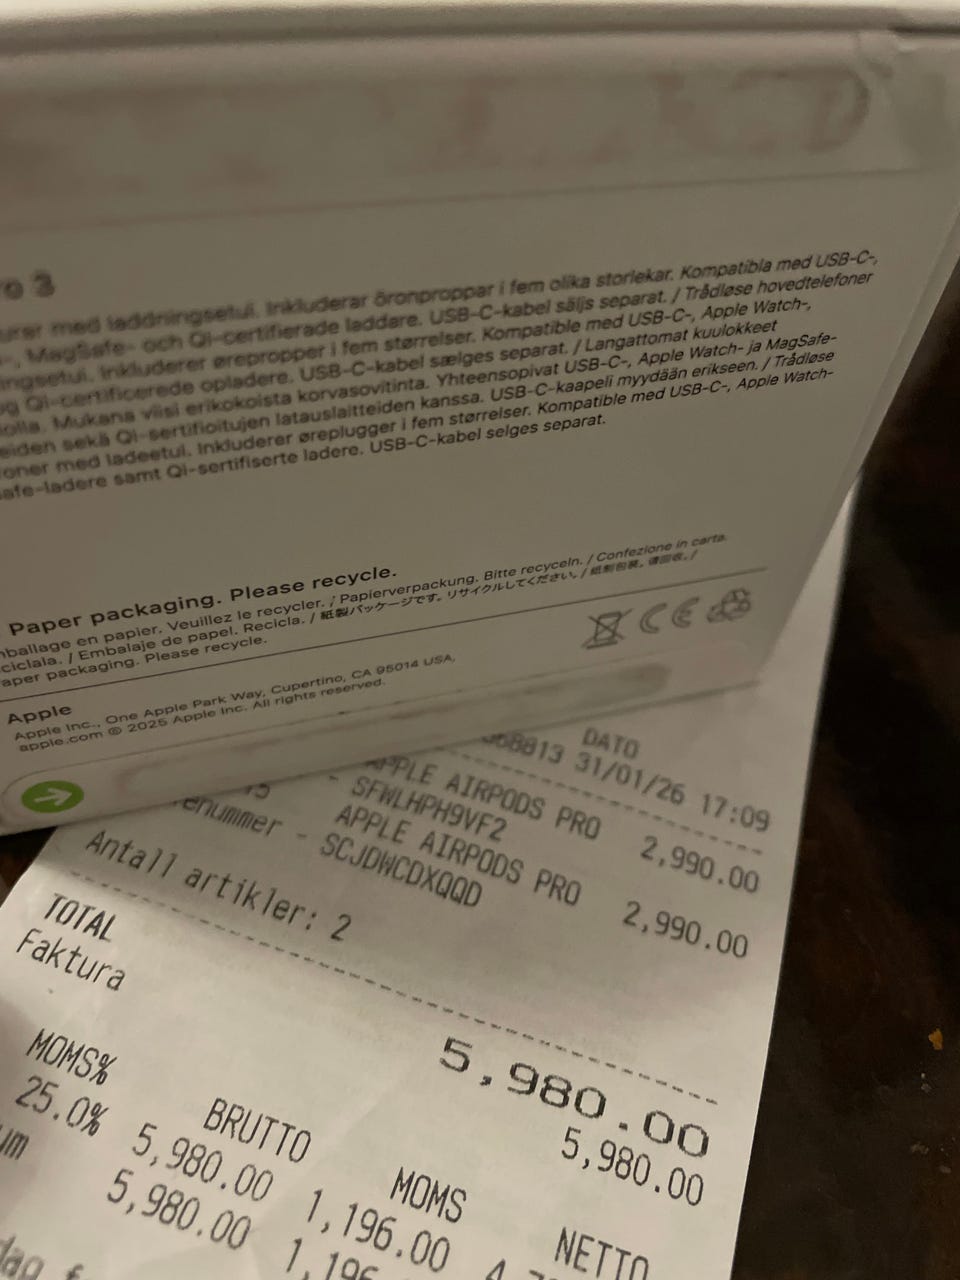 o 3
med laddningsetui. Inkluderar öronproppar i fem olika storlekar. Kompatibla med USB-C-,
MagSafe- och Qi-certifierade laddare. USB-C-kabel säljs separat. / Trådløse hovedtelefoner
Inkluderer ørepropper i fem størrelser. Kompatible med USB-C-, Apple Watch-,
og Qi-certificerede opladere. USB-C-kabel sælges separat. / Langattomat kuulokkeet
Mukana viisi erikokoista korvasovitinta. Yhteensopivat USB-C-, Apple Watch- ja MagSafe-
sekä Qi-sertifioitujen latauslaitteiden kanssa. USB-C-kaapeli myydään erikseen. / Trådløse
med ladeetui. Inkluderer øreplugger i fem størrelser. Kompatible med USB-C-, Apple Watch-
afe-ladere samt Qi-sertifiserte ladere. USB-C-kabel selges separat.
Paper packaging. Please recycle.
mballage en papier. Veuillez le recycler. / Papierverpackung. Bitte recyceln. / Confezione in carta.
ciclala. / Embalaje de papel. Recicla. / 紙製パッケージです。リサイクルしてください。/ 纸制包装。请回收。/
aper packaging. Please recycle.
Apple
Apple Inc., One Apple Park Way, Cupertino, CA 95014 USA,
apple.com © 2025 Apple Inc. All rights reserved.
CE
DATO
8813 31/01/26 17:09
APPLE AIRPODS PRO 2,990.00
- SFWLHPH9VF2
APPLE AIRPODS PRO 2,990.00
enummer - SCJDWCDXQQD
Antall artikler: 2
TOTAL 5,980.00
Faktura 5,980.00
MOMS% BRUTTO MOMS NETTO
25.0% 5,980.00 1,196.00 4
um 5,980.00 1,196
dag